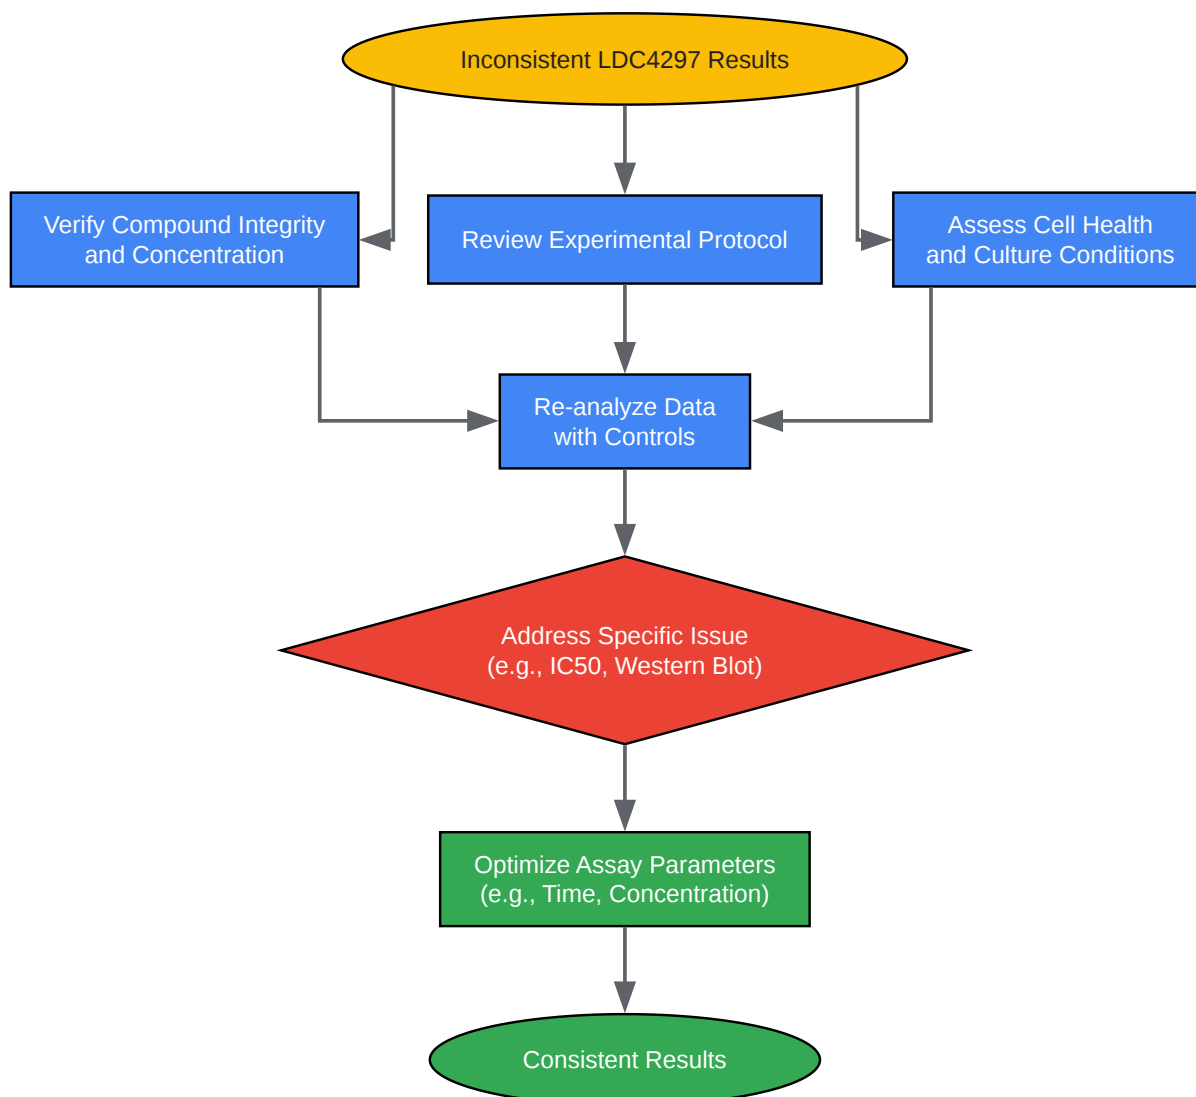 Inconsistent LDC4297 Results
Verify Compound Integrity
and Concentration
Review Experimental Protocol
Assess Cell Health
and Culture Conditions
Re-analyze Data
with Controls
Address Specific Issue
(e.g., IC50, Western Blot)
Optimize Assay Parameters
(e.g., Time, Concentration)
Consistent Results